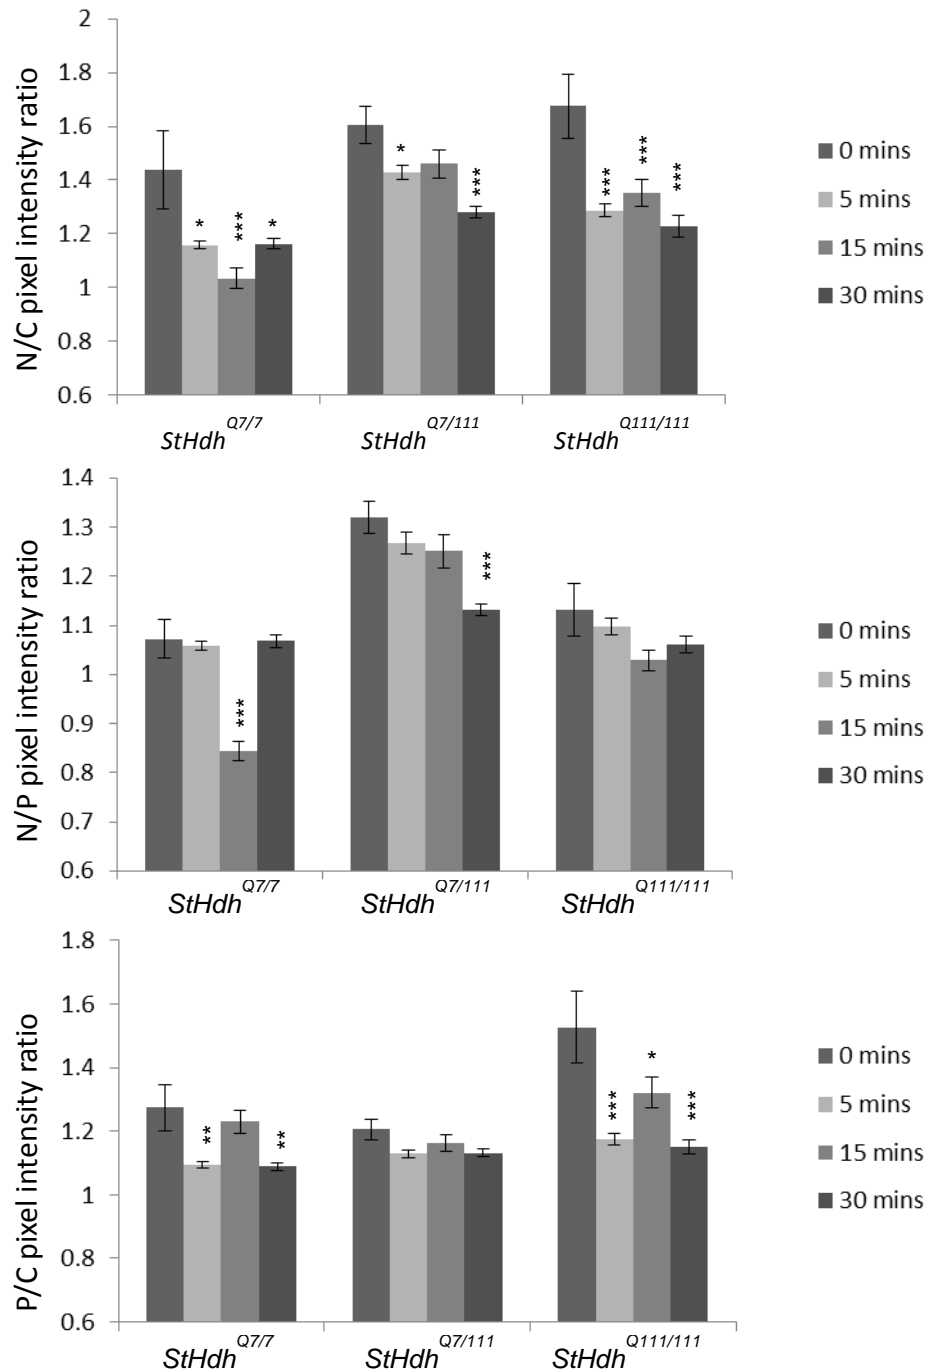 N/C pixel intensity ratio
2
1.8
1.6
1.4
1.2
1
0.8
0.6
* *** *
* ***
*** *** ***
StHdh Q7/7
StHdh Q7/111
StHdh Q111/111
0 mins
5 mins
15 mins
30 mins
N/P pixel intensity ratio
1.4
1.3
1.2
1.1
1
0.9
0.8
0.7
0.6
***
***
StHdh Q7/7
StHdh Q7/111
StHdh Q111/111
0 mins
5 mins
15 mins
30 mins
P/C pixel intensity ratio
1.8
1.6
1.4
1.2
1
0.8
0.6
** **
*** * ***
StHdh Q7/7
StHdh Q7/111
StHdh Q111/111
0 mins
5 mins
15 mins
30 mins